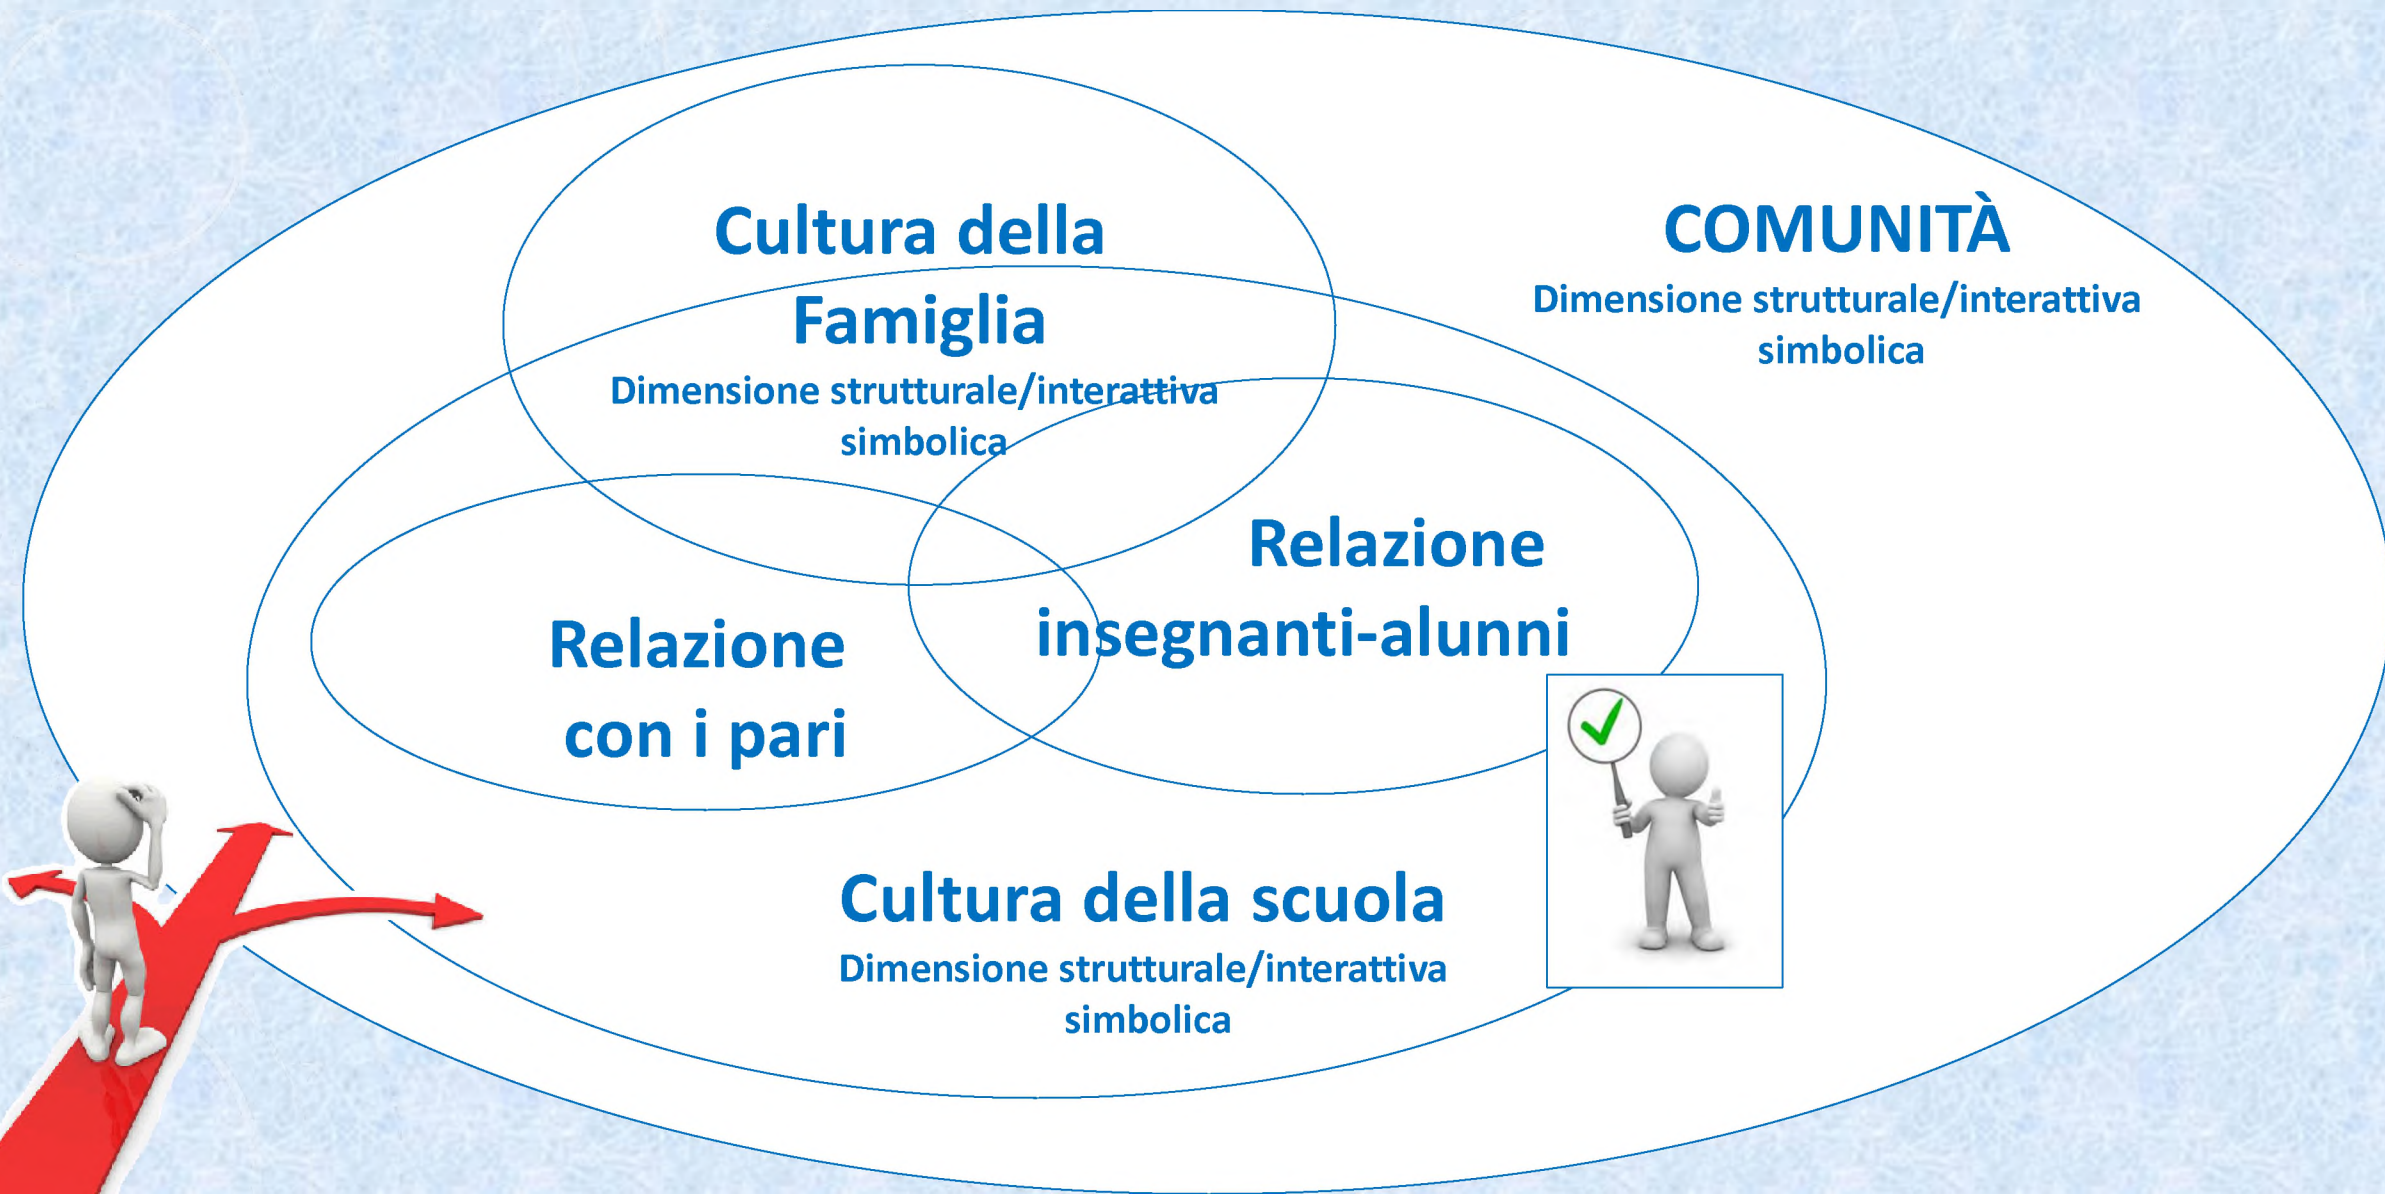 Cultura della
Famiglia
Dimensione strutturale/interattiva
simbolica
COMUNITÀ
Dimensione strutturale/interattiva
simbolica
Relazione
insegnanti-alunni
Relazione
con i pari
Cultura della scuola
Dimensione strutturale/interattiva
simbolica